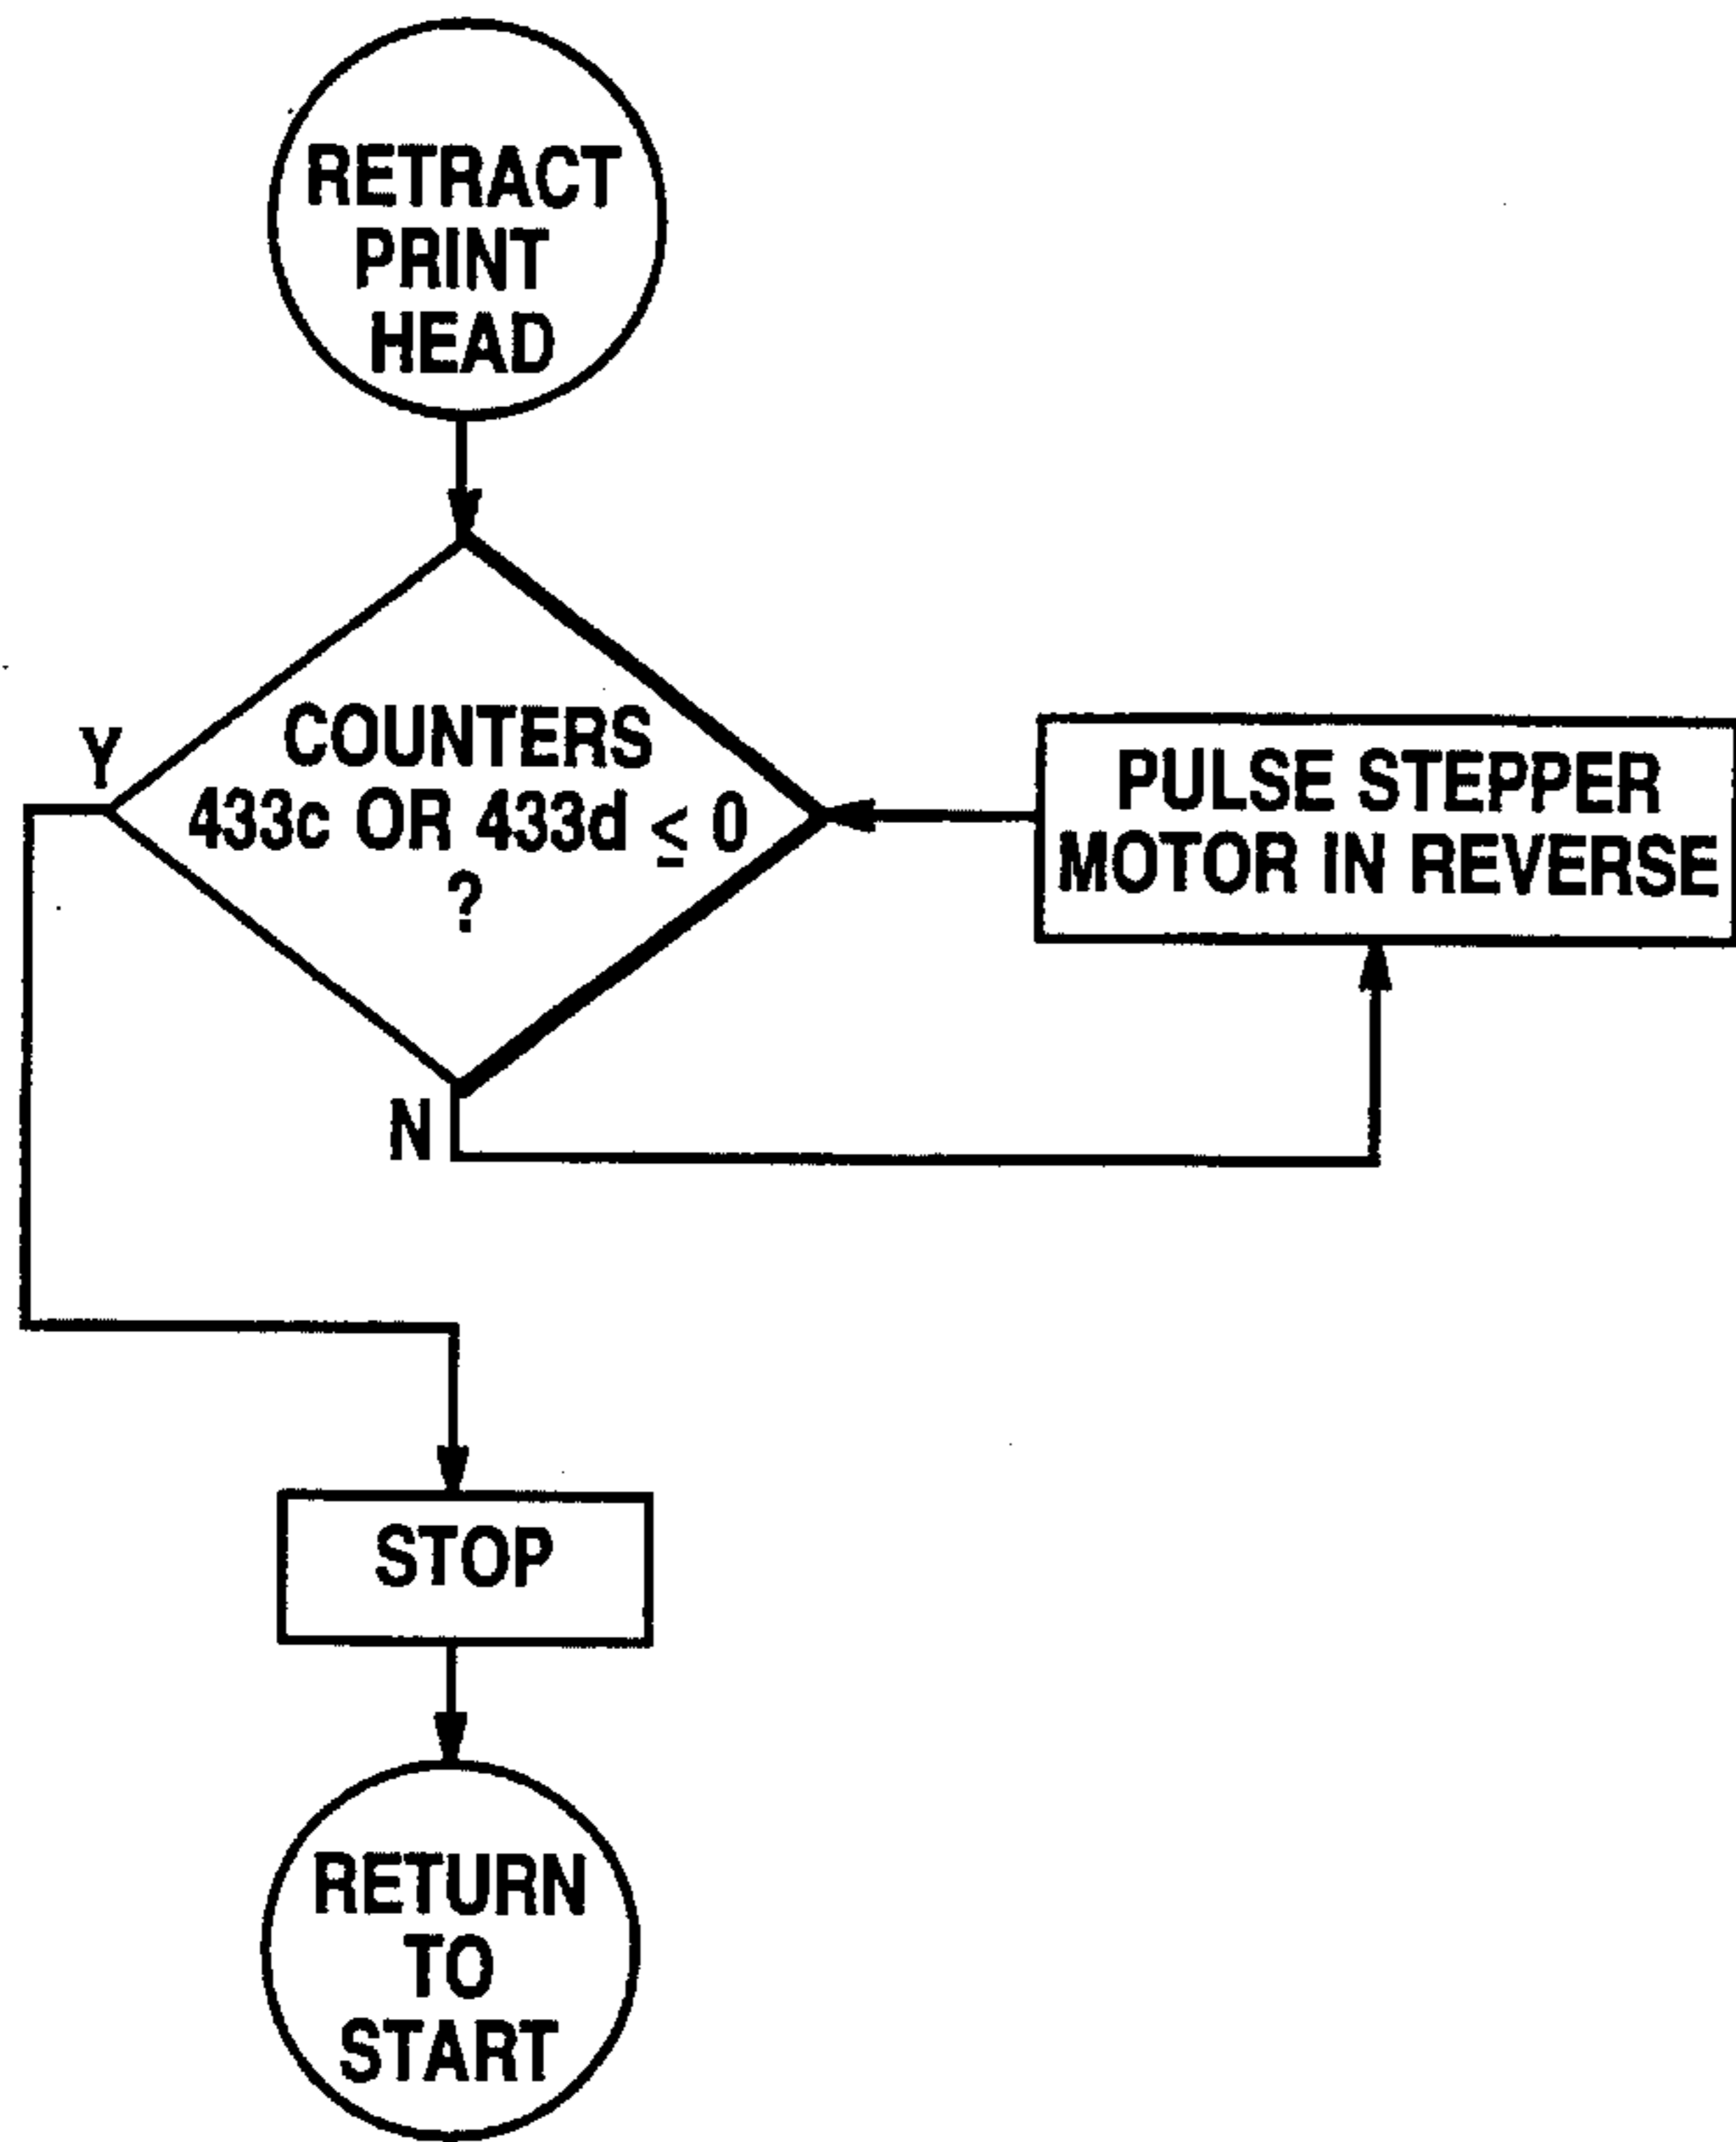 RETRACT
PRINT
HEAD
Y
COUNTERS
433c OR 433d ≤ 0
?
PULSE STEPPER
MOTOR IN REVERSE
N
STOP
RETURN
TO
START